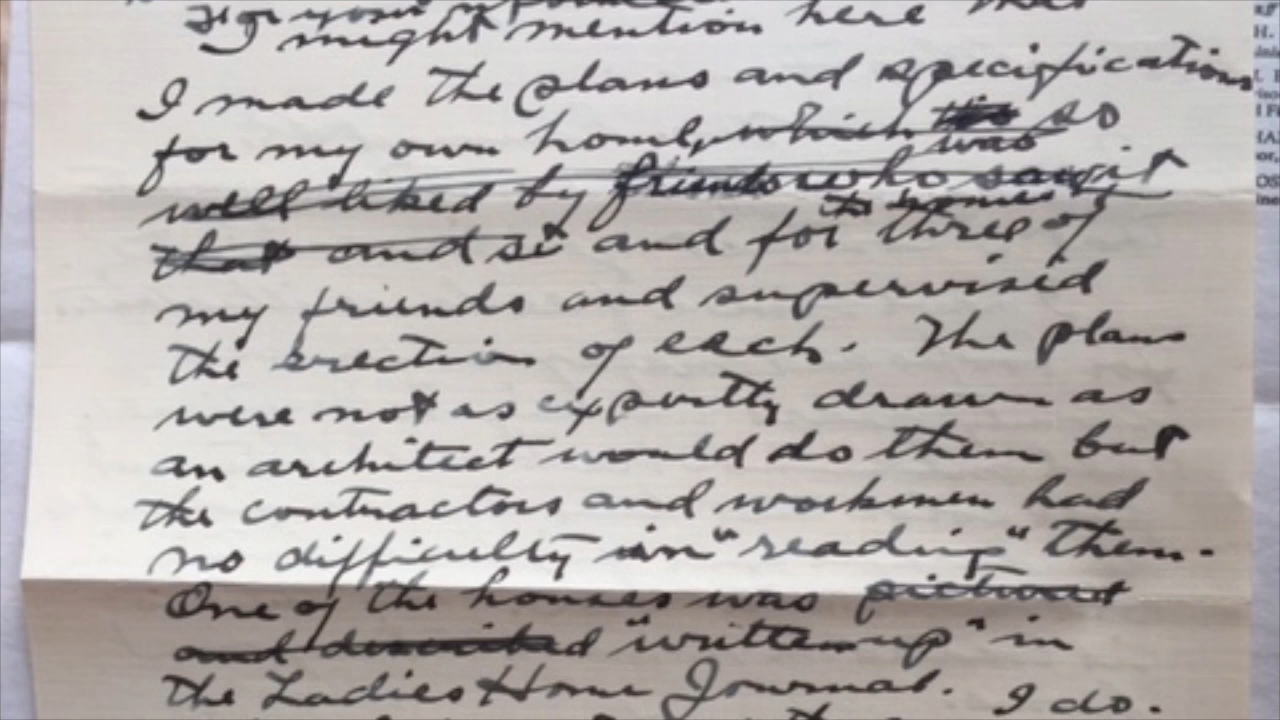 For your
I might mention here that
I made the plans and specifications
for my own home, which was so
well liked by friends who saw it
that and and for the homes three of
my friends and supervised
the erection of each. The plans
were not as expertly drawn as
an architect would do them but
the contractors and workmen had
no difficulty in "reading" them.
One of the houses was pictured
and described "written up" in
the Ladies Home Journal. I do.